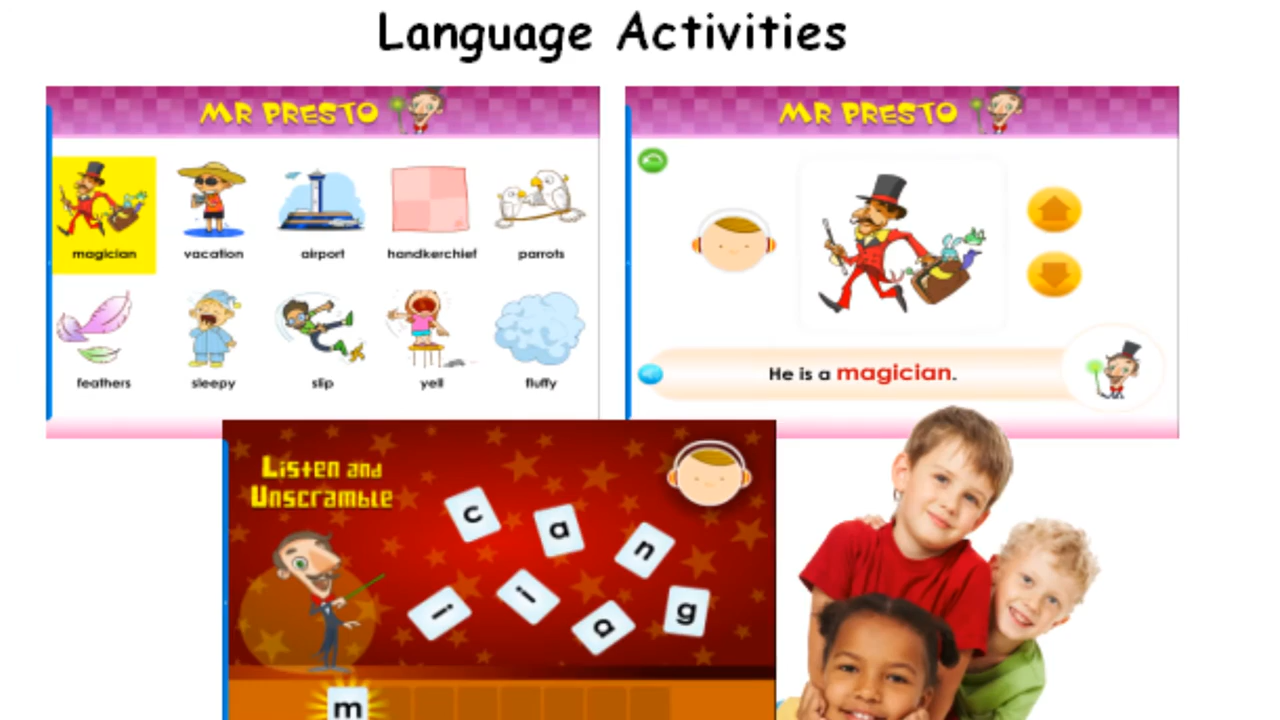 Language Activities
MR PRESTO
magician vacation airport handkerchief parrots
feathers sleepy slip yell fluffy
MR PRESTO
He is a magician.
Listen and
Unscramble
c a n
i i a g
m